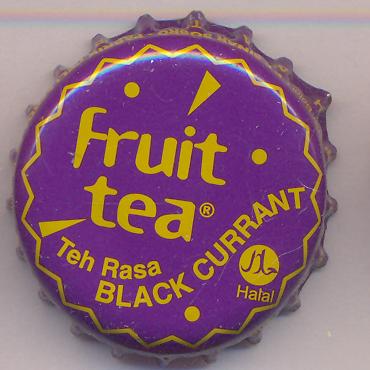 fruit
tea®
Teh Rasa
BLACK CURRANT
Halal